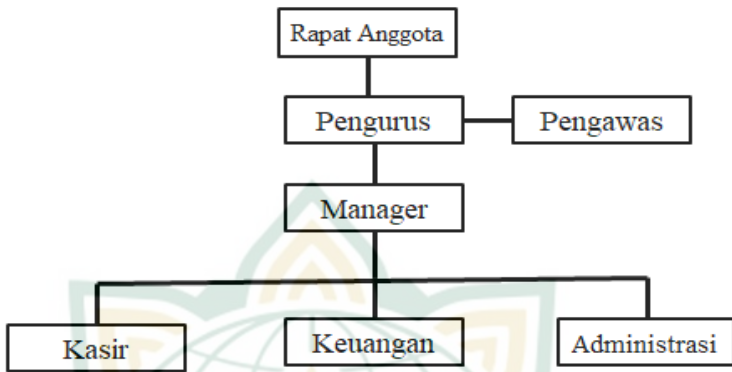 Rapat Anggota
Pengurus
Pengawas
Manager
Kasir
Keuangan
Administrasi